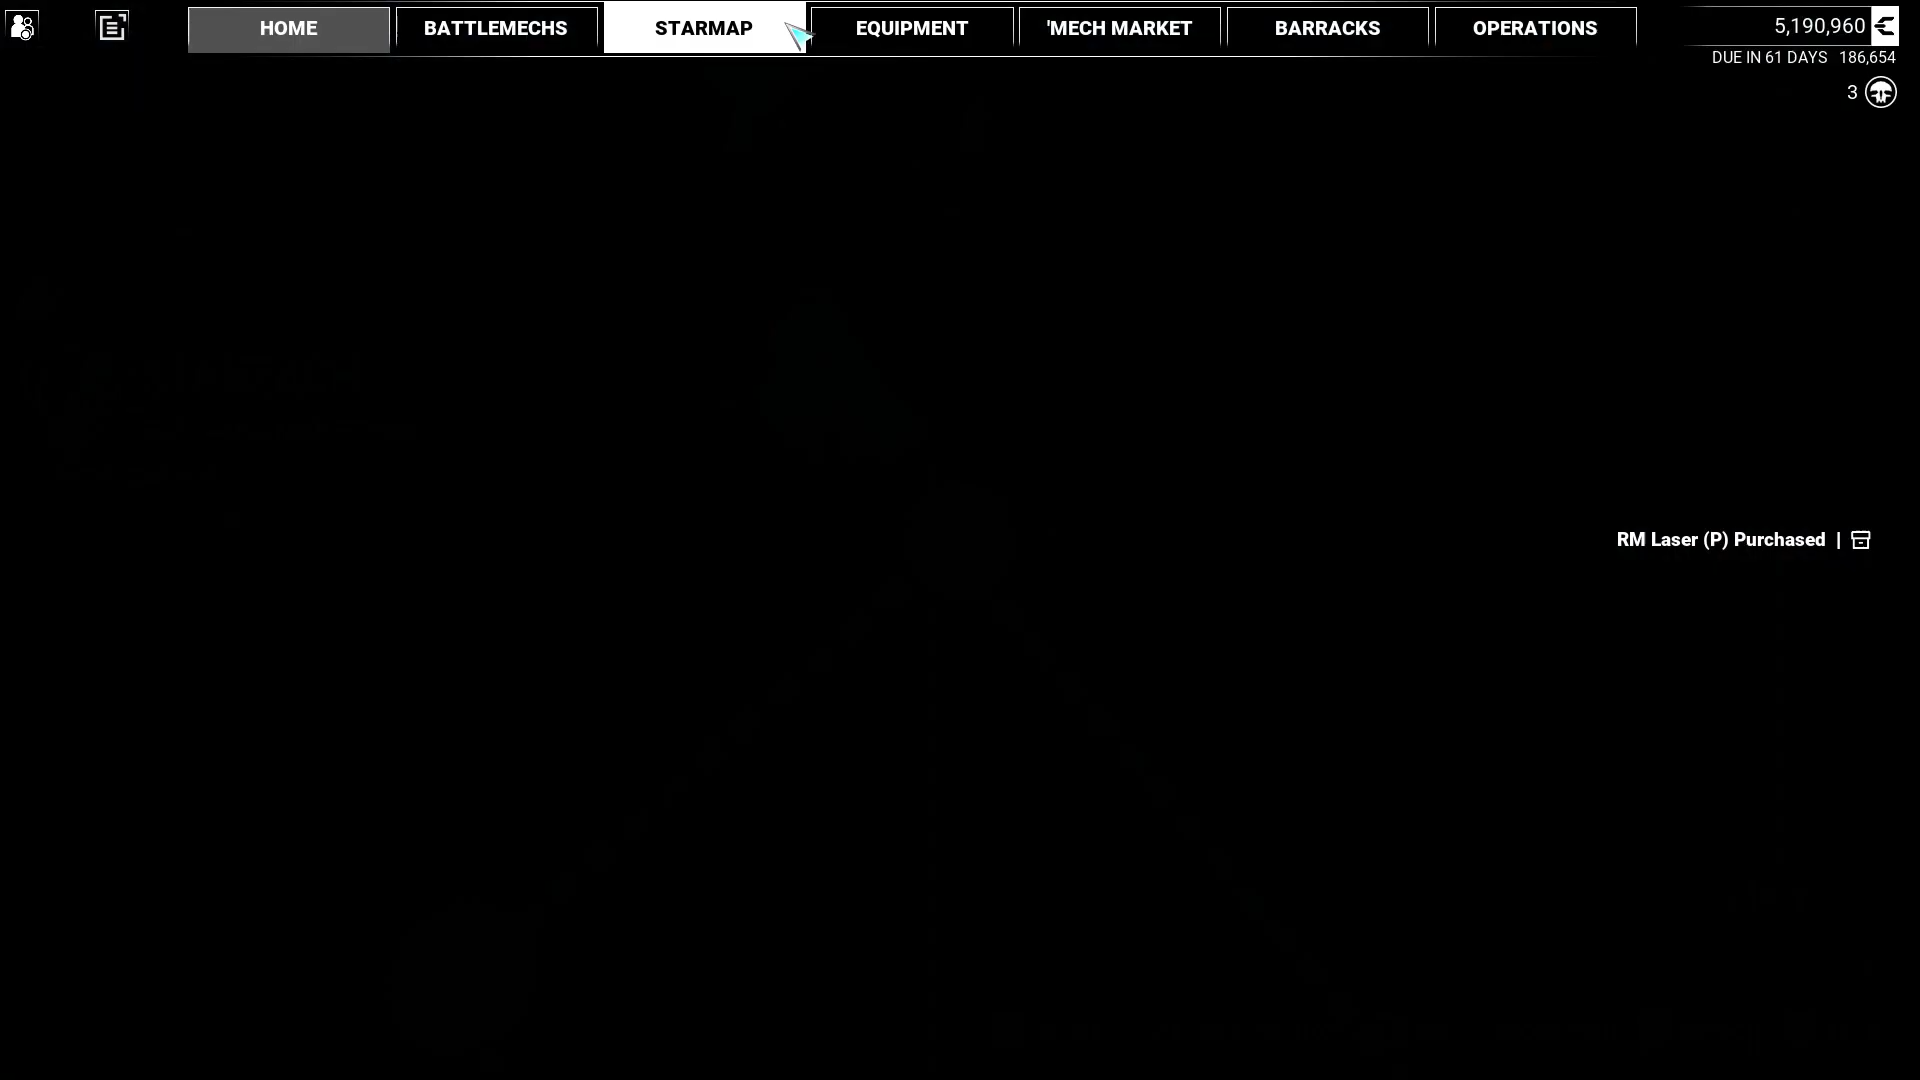 HOME
BATTLEMECHS
STARMAP
EQUIPMENT
'MECH MARKET
BARRACKS
OPERATIONS
5,190,960
DUE IN 61 DAYS 186,654
3
RM Laser (P) Purchased |